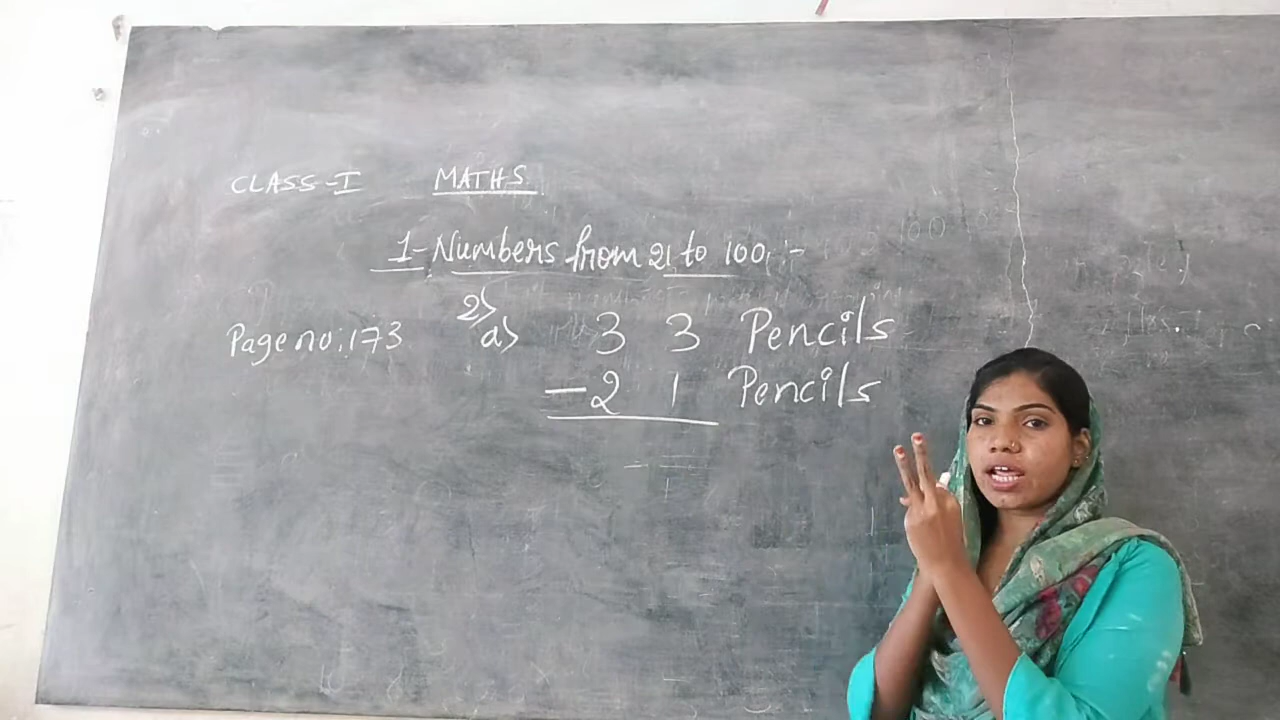 CLASS-I MATHS
1-Numbers from 21 to 100,:-
Page no:173 2) a) 3 3 Pencils
- 2 1 Pencils